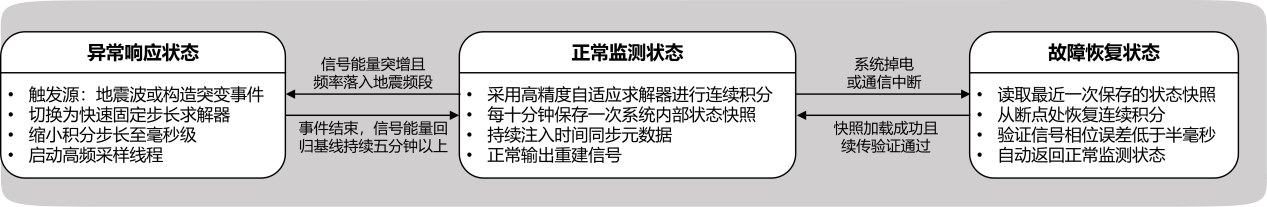 异常响应状态
• 触发源：地震波或构造突变事件
• 切换为快速固定步长求解器
• 缩小积分步长至毫秒级
• 启动高频采样线程
信号能量突增且
频率落入地震频段
事件结束，信号能量回
归基线持续五分钟以上
正常监测状态
• 采用高精度自适应求解器进行连续积分
• 每十分钟保存一次系统内部状态快照
• 持续注入时间同步元数据
• 正常输出重建信号
系统掉电
或通信中断
快照加载成功且
续传验证通过
故障恢复状态
• 读取最近一次保存的状态快照
• 从断点处恢复连续积分
• 验证信号相位误差低于半毫秒
• 自动返回正常监测状态